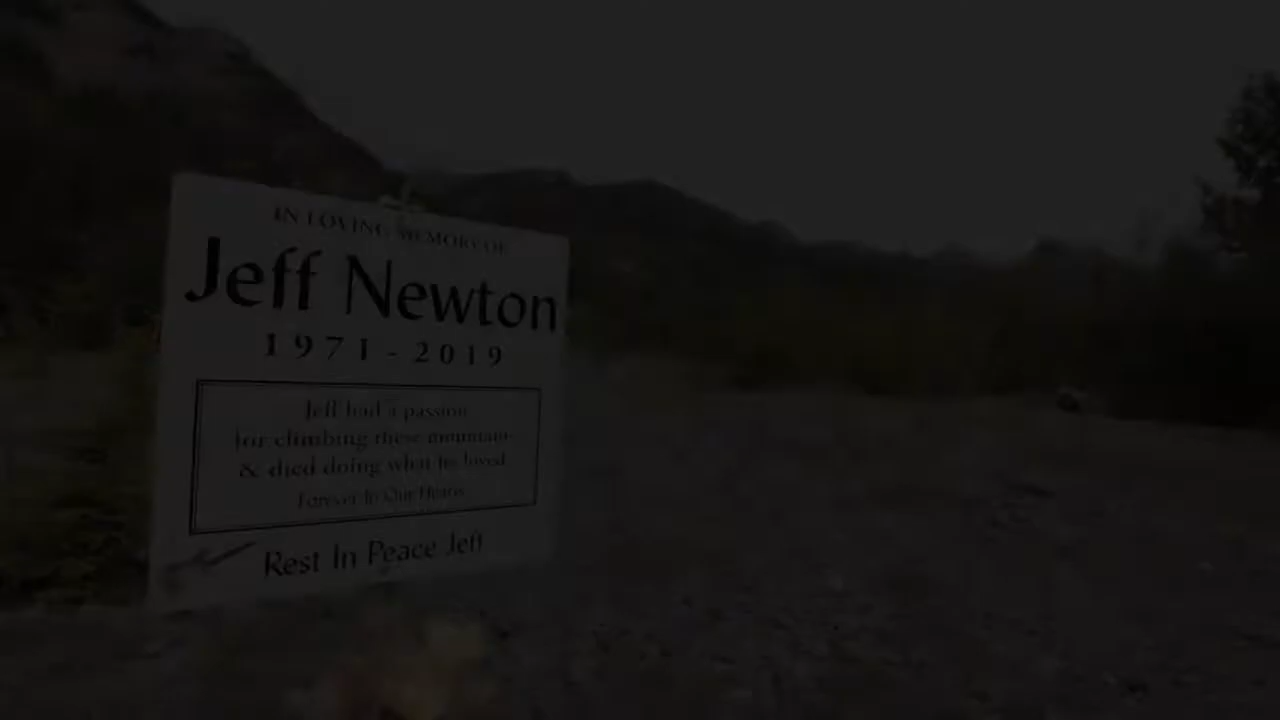 IN LOVING MEMORY OF
Jeff Newton
1971-2019
Jeff had a passion
for climbing these mountains
& died doing what he loved
Forever In Our Hearts
Rest In Peace Jeff